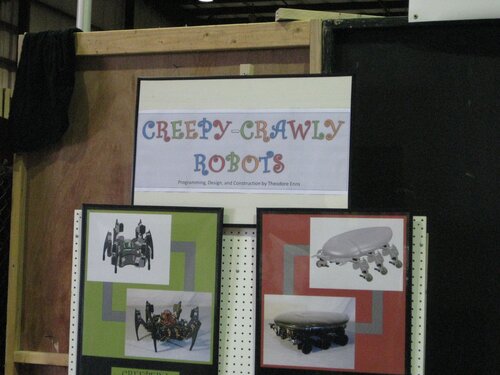 CREEPY-CRAWLY
ROBOTS
Programming, Design, and Construction by Theodore Enns